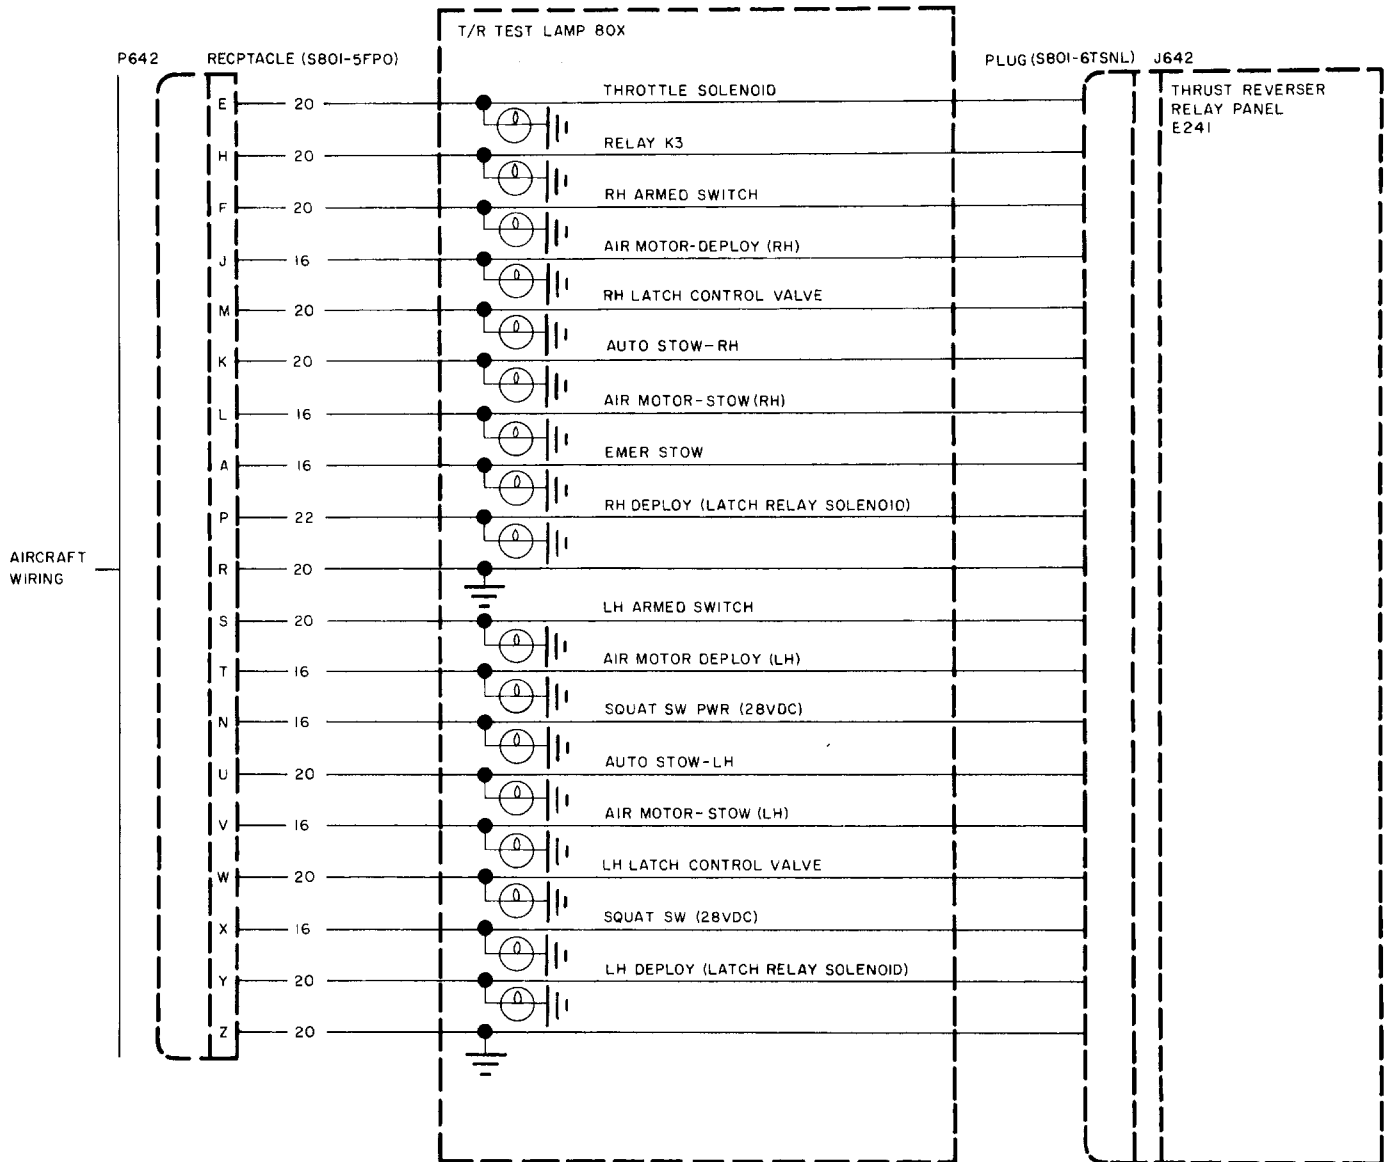 T/R TEST LAMP BOX
P642 RECPTACLE (S801-5FPO) PLUG (S801-6TSNL) J642
THRUST REVERSER
RELAY PANEL
E241
E 20 THROTTLE SOLENOID
H 20 RELAY K3
F 20 RH ARMED SWITCH
J 16 AIR MOTOR-DEPLOY (RH)
M 20 RH LATCH CONTROL VALVE
K 20 AUTO STOW-RH
L 16 AIR MOTOR-STOW (RH)
A 16 EMER STOW
P 22 RH DEPLOY (LATCH RELAY SOLENOID)
R 20
AIRCRAFT
WIRING
S 20 LH ARMED SWITCH
T 16 AIR MOTOR DEPLOY (LH)
N 16 SQUAT SW PWR (28VDC)
U 20 AUTO STOW-LH
V 16 AIR MOTOR-STOW (LH)
W 20 LH LATCH CONTROL VALVE
X 16 SQUAT SW (28VDC)
Y 20 LH DEPLOY (LATCH RELAY SOLENOID)
Z 20